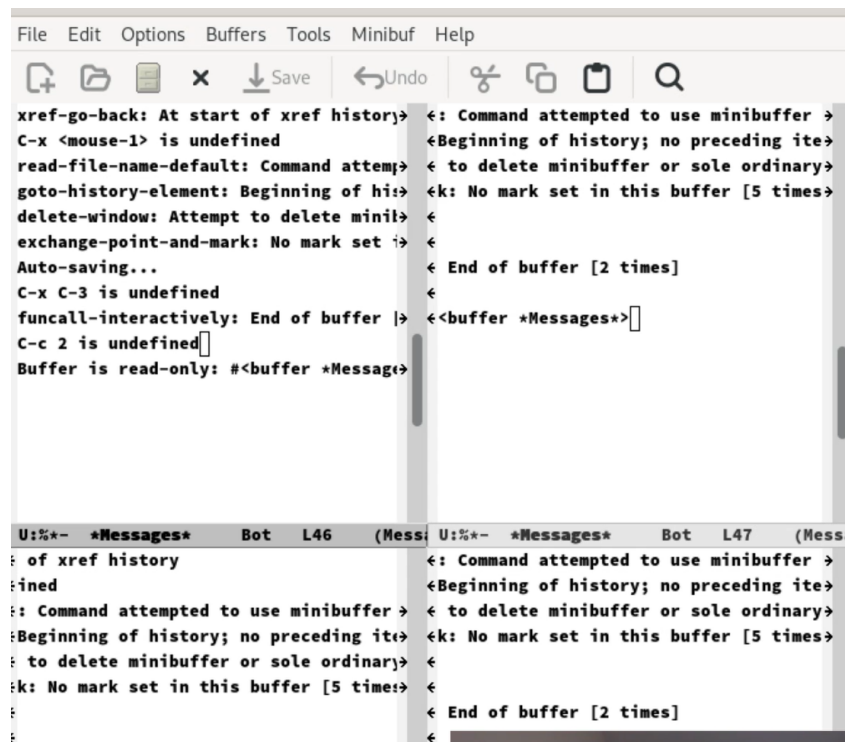 File Edit Options Buffers Tools Minibuf Help
Save Undo
xref-go-back: At start of xref history
C-x <mouse-1> is undefined
read-file-name-default: Command attemp
goto-history-element: Beginning of his
delete-window: Attempt to delete minib
exchange-point-and-mark: No mark set i
Auto-saving...
C-x C-3 is undefined
funcall-interactively: End of buffer [
C-c 2 is undefined
Buffer is read-only: #<buffer *Message
U:%*- *Messages* Bot L46 (Mess
: Command attempted to use minibuffer
Beginning of history; no preceding ite
to delete minibuffer or sole ordinary
k: No mark set in this buffer [5 times
End of buffer [2 times]
<buffer *Messages*>
U:%*- *Messages* Bot L47 (Mess
of xref history
ined
: Command attempted to use minibuffer
Beginning of history; no preceding ite
to delete minibuffer or sole ordinary
k: No mark set in this buffer [5 times
: Command attempted to use minibuffer
Beginning of history; no preceding ite
to delete minibuffer or sole ordinary
k: No mark set in this buffer [5 times
End of buffer [2 times]